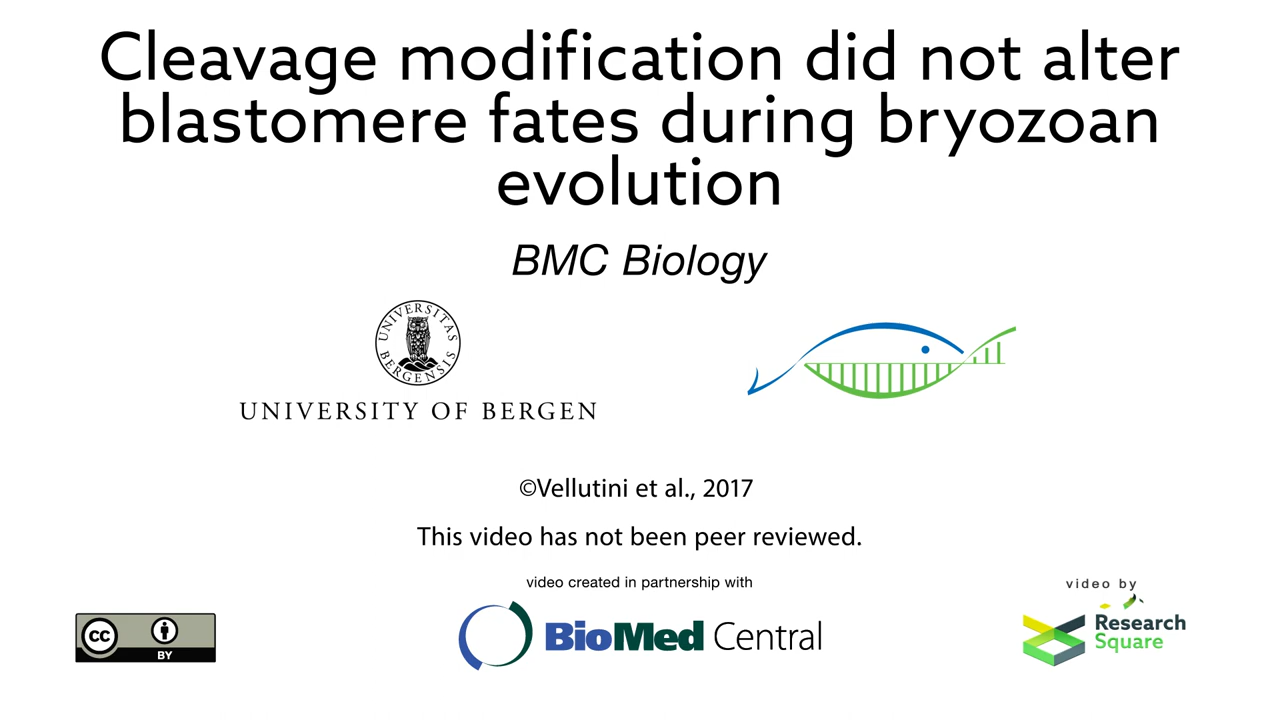 Cleavage modification did not alter
blastomere fates during bryozoan
evolution
BMC Biology
UNIVERSITAS BERGENSIS
UNIVERSITY OF BERGEN
©Vellutini et al., 2017
This video has not been peer reviewed.
video created in partnership with
video by
cc
BY
BioMed Central
Research
Square